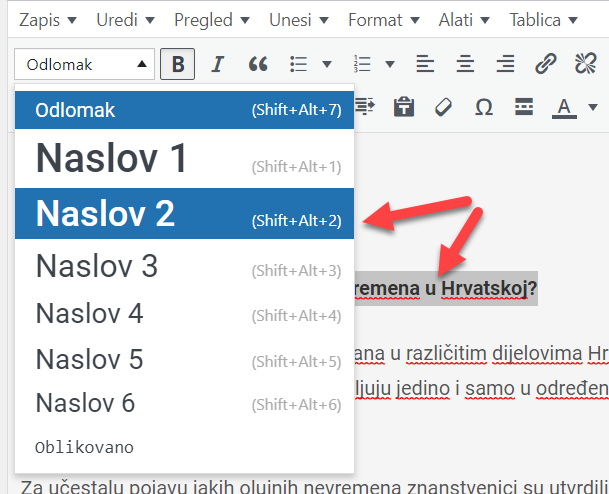 Zapis Uredi Pregled Unesi Format Alati Tablica
Odlomak B I
Odlomak (Shift+Alt+7)
Naslov 1 (Shift+Alt+1)
Naslov 2 (Shift+Alt+2)
Naslov 3 (Shift+Alt+3)
Naslov 4 (Shift+Alt+4)
Naslov 5 (Shift+Alt+5)
Naslov 6 (Shift+Alt+6)
Oblikovano
T Ω A
remena u Hrvatskoj?
ana u različitim dijelovima Hr
ljuju jedino i samo u određen
Za učestalu pojavu jakih olujnih nevremena znanstvenici su utvrdili